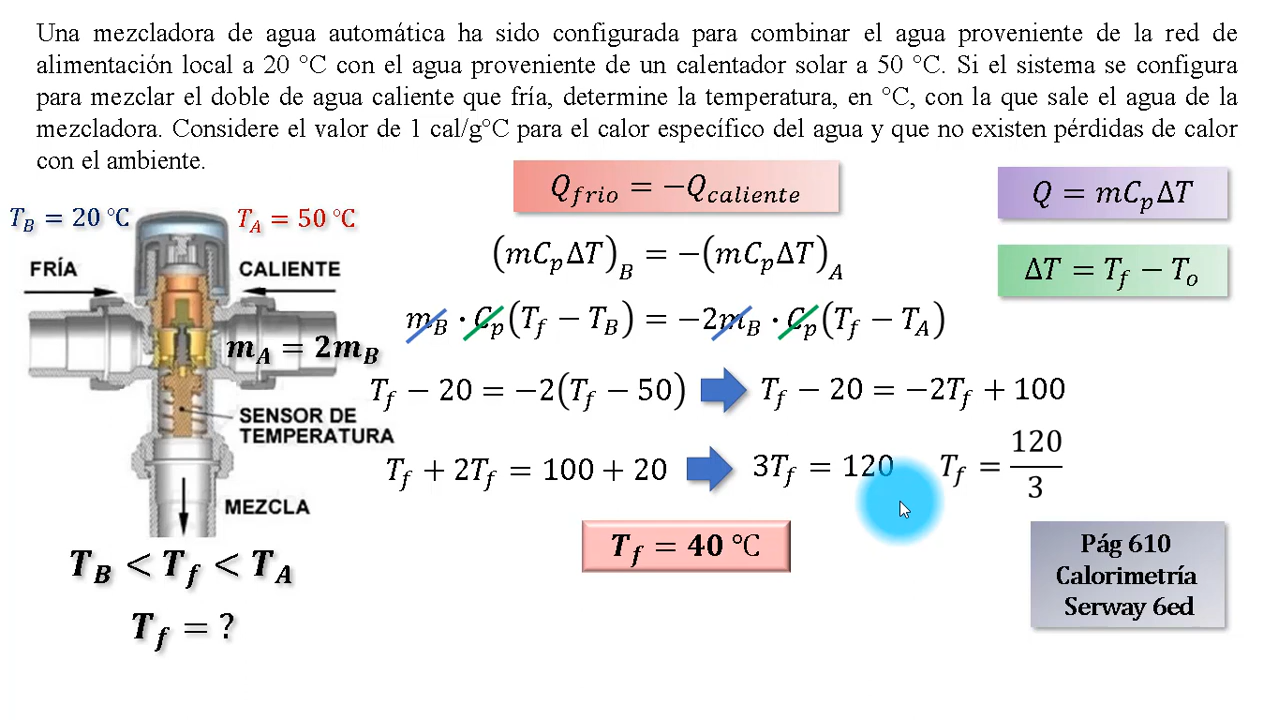 Una mezcladora de agua automática ha sido configurada para combinar el agua proveniente de la red de
alimentación local a 20 °C con el agua proveniente de un calentador solar a 50 °C. Si el sistema se configura
para mezclar el doble de agua caliente que fría, determine la temperatura, en °C, con la que sale el agua de la
mezcladora. Considere el valor de 1 cal/g°C para el calor específico del agua y que no existen pérdidas de calor
con el ambiente.
T_B = 20 °C
T_A = 50 °C
FRÍA
CALIENTE
m_A = 2m_B
SENSOR DE
TEMPERATURA
MEZCLA
T_B < T_f < T_A
T_f = ?
Q_frio = −Q_caliente
(mC_pΔT)_B = −(mC_pΔT)_A
m_B · C_p(T_f − T_B) = −2m_B · C_p(T_f − T_A)
T_f − 20 = −2(T_f − 50)
T_f − 20 = −2T_f + 100
T_f + 2T_f = 100 + 20
3T_f = 120
T_f = 120/3
T_f = 40 °C
Q = mC_pΔT
ΔT = T_f − T_o
Pág 610
Calorimetría
Serway 6ed